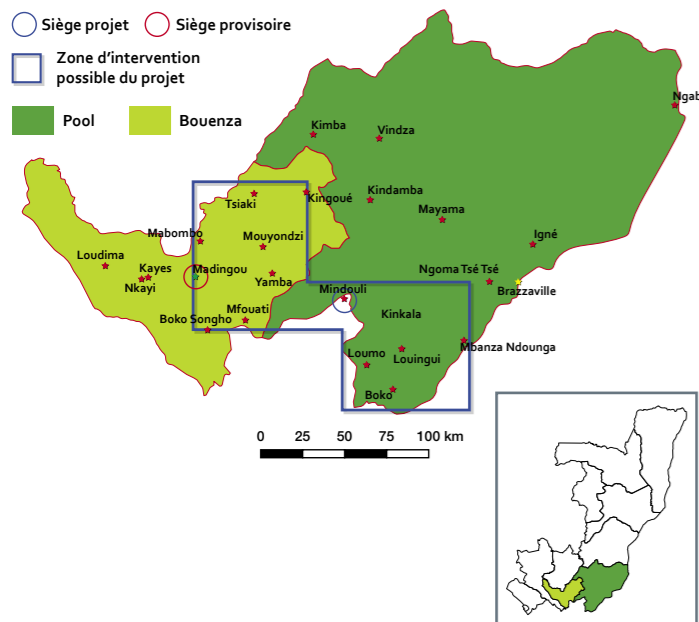 Siège projet
Siège provisoire
Zone d'intervention
possible du projet
Pool
Bouenza
Ngab
Kimba
Vindza
Kindamba
Kingoué
Tsiaki
Mayama
Mabombo
Mouyondzi
Igné
Loudima
Kayes
Madingou
Nkayi
Yamba
Ngoma Tsé Tsé
Brazzaville
Mindouli
Mfouati
Kinkala
Boko Songho
Mbanza Ndounga
Loumo
Louingui
Boko
0 25 50 75 100 km